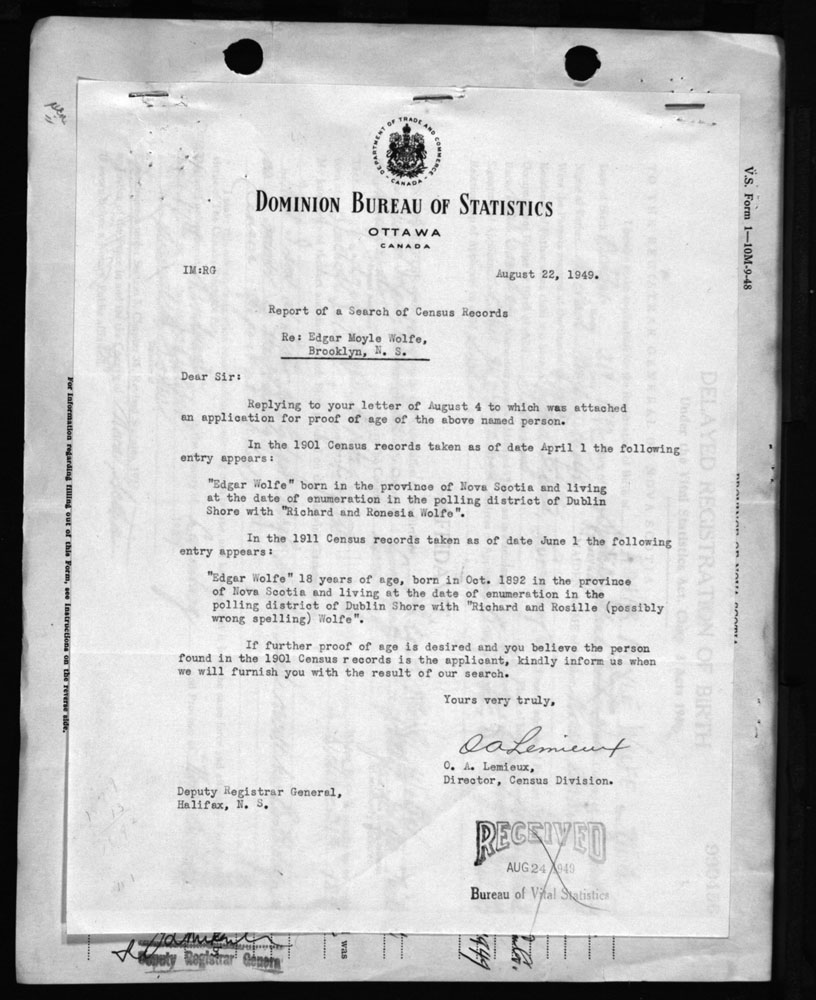 DEPARTMENT OF TRADE AND COMMERCE
CANADA
DOMINION BUREAU OF STATISTICS
OTTAWA
CANADA
IM:RG
August 22, 1949.
Report of a Search of Census Records
Re: Edgar Moyle Wolfe,
Brooklyn, N. S.
Dear Sir:
Replying to your letter of August 4 to which was attached
an application for proof of age of the above named person.
In the 1901 Census records taken as of date April 1 the following
entry appears:
"Edgar Wolfe" born in the province of Nova Scotia and living
at the date of enumeration in the polling district of Dublin
Shore with "Richard and Ronesia Wolfe".
In the 1911 Census records taken as of date June 1 the following
entry appears:
"Edgar Wolfe" 18 years of age, born in Oct. 1892 in the province
of Nova Scotia and living at the date of enumeration in the
polling district of Dublin Shore with "Richard and Rosille (possibly
wrong spelling) Wolfe".
If further proof of age is desired and you believe the person
found in the 1901 Census records is the applicant, kindly inform us when
we will furnish you with the result of our search.
Yours very truly,
O A Lemieux
O. A. Lemieux,
Director, Census Division.
Deputy Registrar General,
Halifax, N. S.
RECEIVED
AUG 24 1949
Bureau of Vital Statistics
V.S. Form 1—10M-9-48
For information regarding filling out of this Form, see Instructions on the reverse side.
DELAYED REGISTRATION OF BIRTH
was
Deputy Registrar General